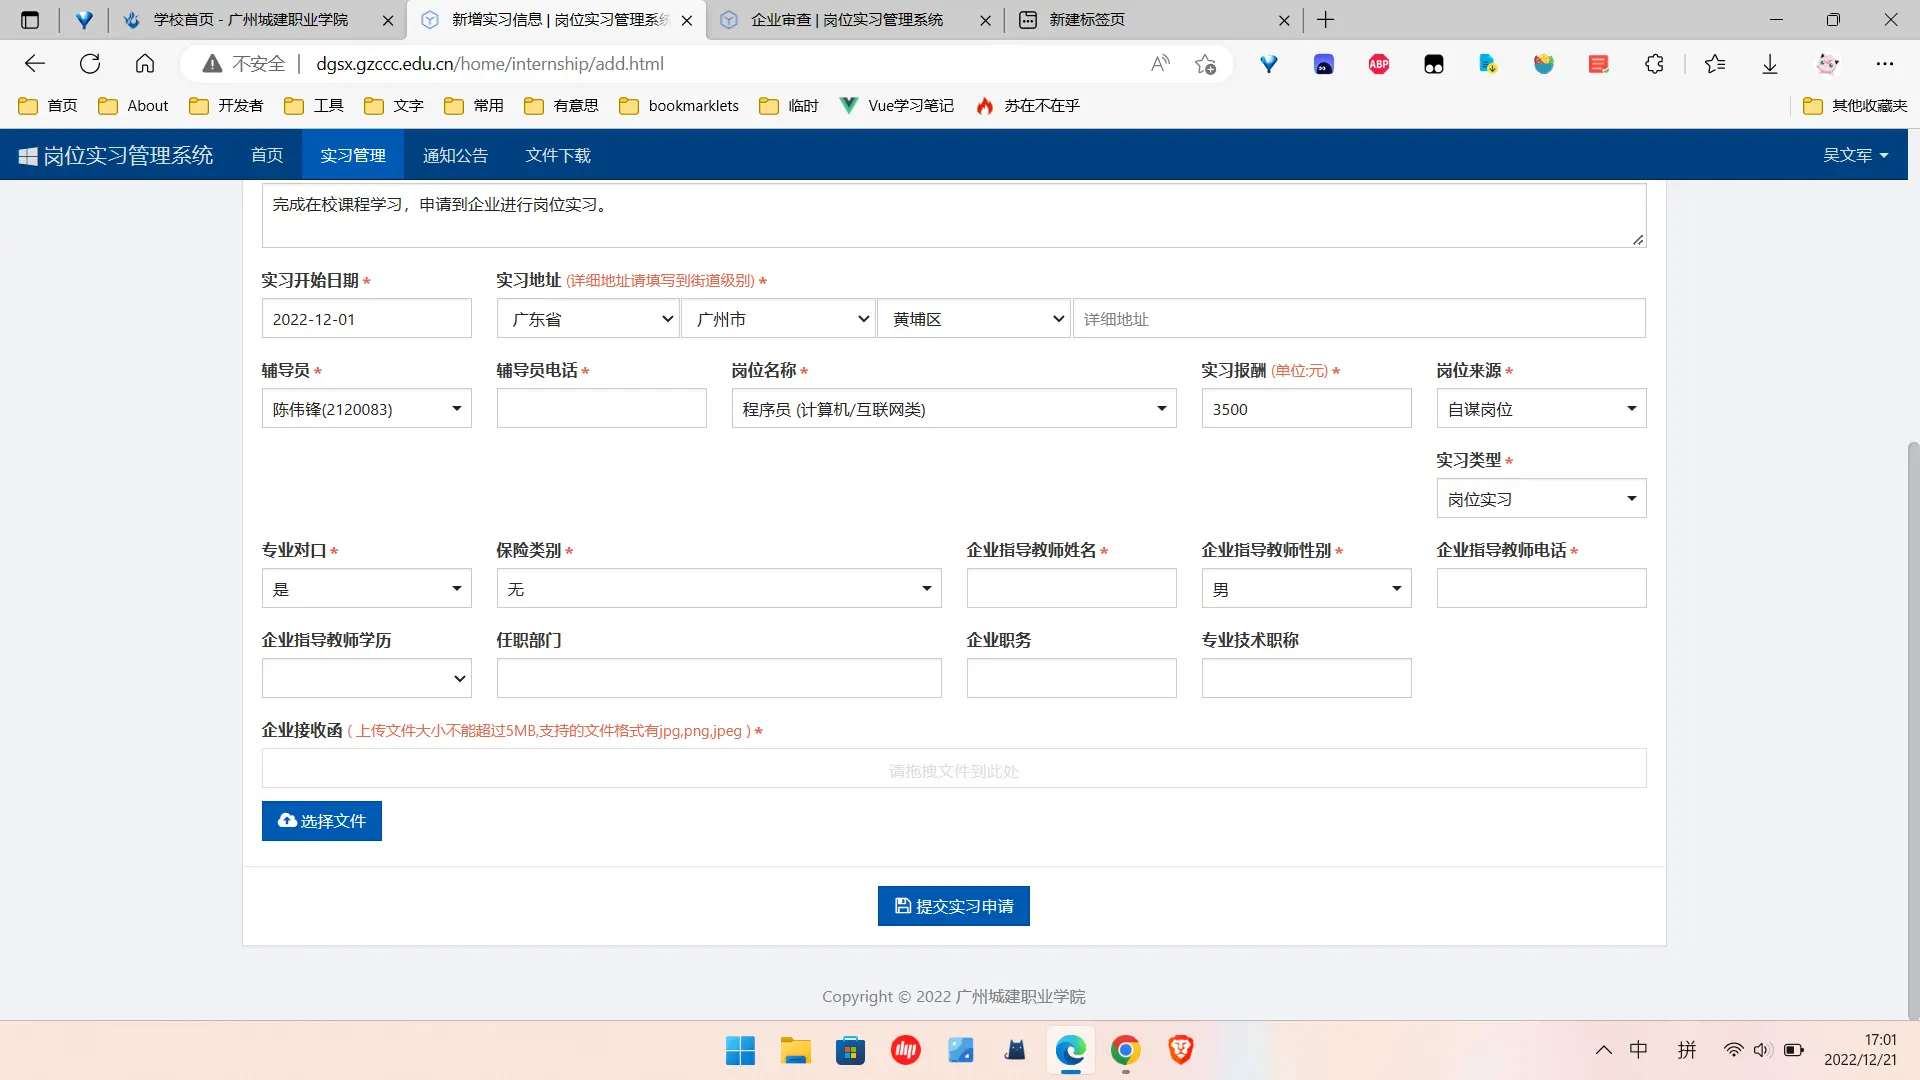 学校首页 - 广州城建职业学院
新增实习信息 | 岗位实习管理系统
企业审查 | 岗位实习管理系统
新建标签页
不安全
dgsx.gzccc.edu.cn/home/internship/add.html
ABP
首页
About
开发者
工具
文字
常用
有意思
bookmarklets
临时
Vue学习笔记
苏在不在乎
其他收藏夹
岗位实习管理系统
首页
实习管理
通知公告
文件下载
吴文军
完成在校课程学习，申请到企业进行岗位实习。
实习开始日期 *
实习地址 (详细地址请填写到街道级别) *
2022-12-01
广东省
广州市
黄埔区
详细地址
辅导员 *
辅导员电话 *
岗位名称 *
实习报酬 (单位:元) *
岗位来源 *
陈伟锋(2120083)
程序员 (计算机/互联网类)
3500
自谋岗位
实习类型 *
岗位实习
专业对口 *
保险类别 *
企业指导教师姓名 *
企业指导教师性别 *
企业指导教师电话 *
是
无
男
企业指导教师学历
任职部门
企业职务
专业技术职称
企业接收函 ( 上传文件大小不能超过5MB,支持的文件格式有jpg,png,jpeg ) *
请拖拽文件到此处
选择文件
提交实习申请
Copyright © 2022 广州城建职业学院
中
拼
17:01
2022/12/21